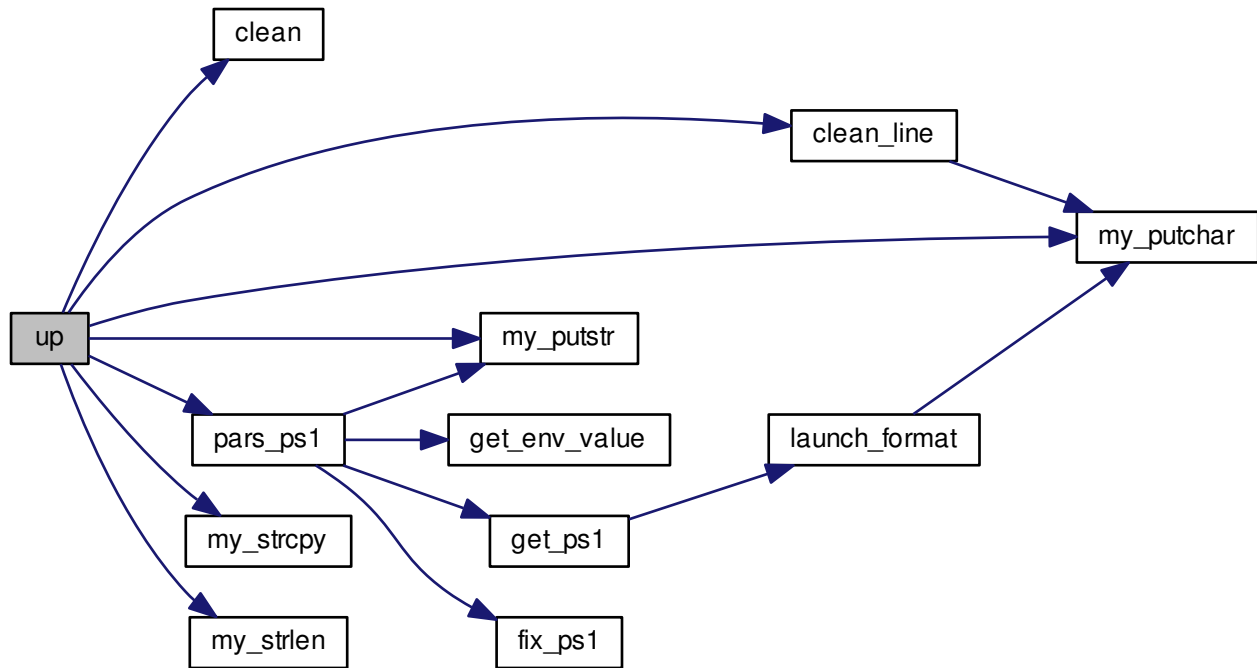 clean
clean_line
my_putchar
up
my_putstr
pars_ps1
get_env_value
launch_format
my_strcpy
get_ps1
my_strlen
fix_ps1